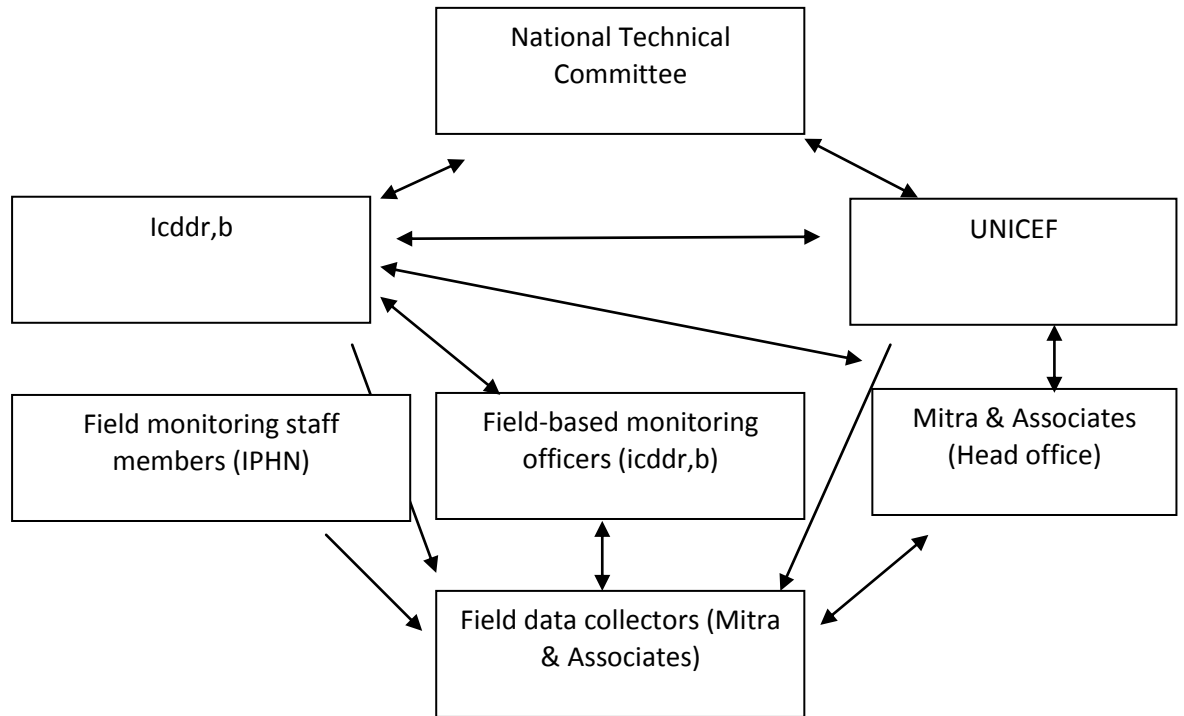 National Technical
Committee
Icddr,b
UNICEF
Field monitoring staff
members (IPHN)
Field-based monitoring
officers (icddr,b)
Mitra & Associates
(Head office)
Field data collectors (Mitra
& Associates)